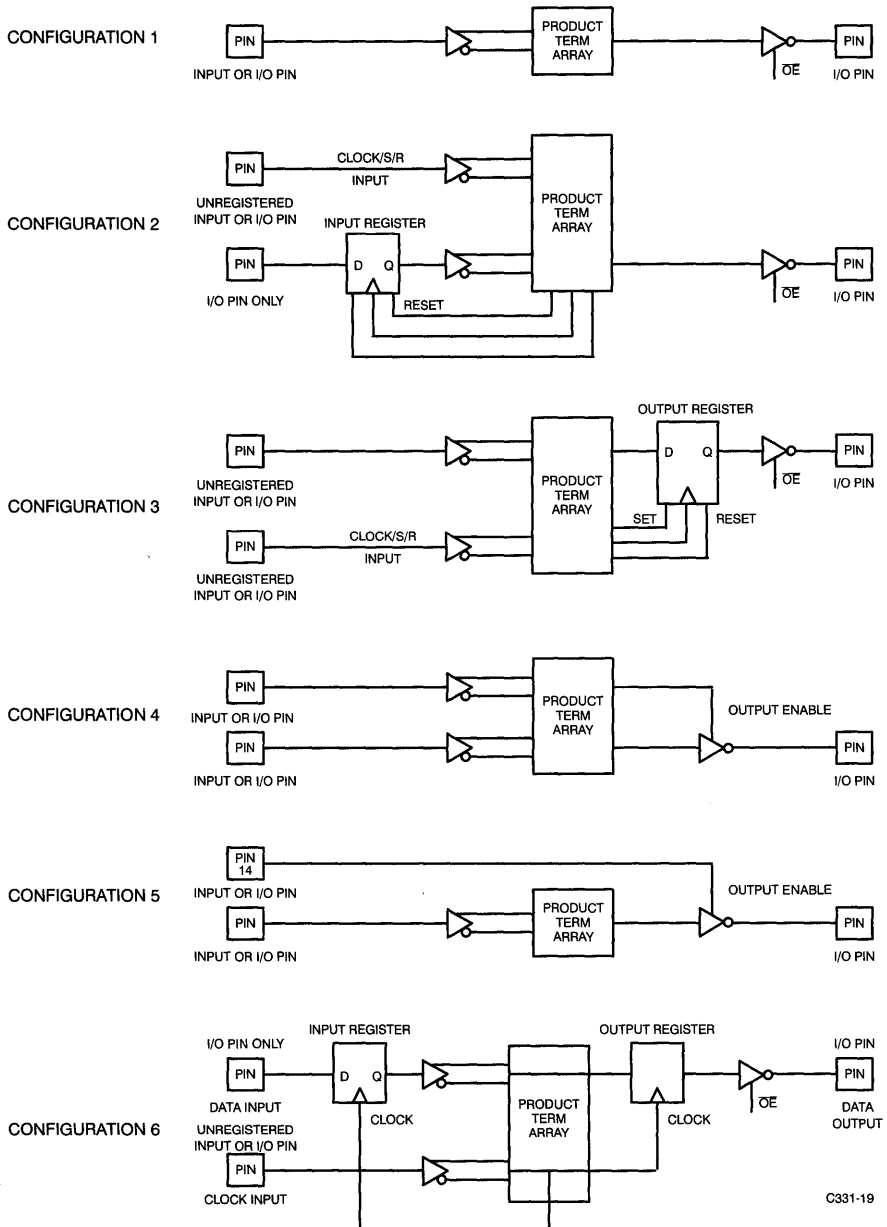 CONFIGURATION 1
PIN
INPUT OR I/O PIN
PRODUCT
TERM
ARRAY
OE
PIN
I/O PIN
CONFIGURATION 2
PIN
UNREGISTERED
INPUT OR I/O PIN
CLOCK/S/R
INPUT
INPUT REGISTER
PIN
I/O PIN ONLY
D Q
RESET
PRODUCT
TERM
ARRAY
OE
PIN
I/O PIN
CONFIGURATION 3
PIN
UNREGISTERED
INPUT OR I/O PIN
PIN
UNREGISTERED
INPUT OR I/O PIN
CLOCK/S/R
INPUT
PRODUCT
TERM
ARRAY
OUTPUT REGISTER
D Q
SET
RESET
OE
PIN
I/O PIN
CONFIGURATION 4
PIN
INPUT OR I/O PIN
PIN
INPUT OR I/O PIN
PRODUCT
TERM
ARRAY
OUTPUT ENABLE
PIN
I/O PIN
CONFIGURATION 5
PIN
14
INPUT OR I/O PIN
PIN
INPUT OR I/O PIN
PRODUCT
TERM
ARRAY
OUTPUT ENABLE
PIN
I/O PIN
CONFIGURATION 6
I/O PIN ONLY
PIN
DATA INPUT
UNREGISTERED
INPUT OR I/O PIN
PIN
CLOCK INPUT
INPUT REGISTER
D Q
CLOCK
PRODUCT
TERM
ARRAY
OUTPUT REGISTER
CLOCK
OE
I/O PIN
PIN
DATA
OUTPUT
C331-19